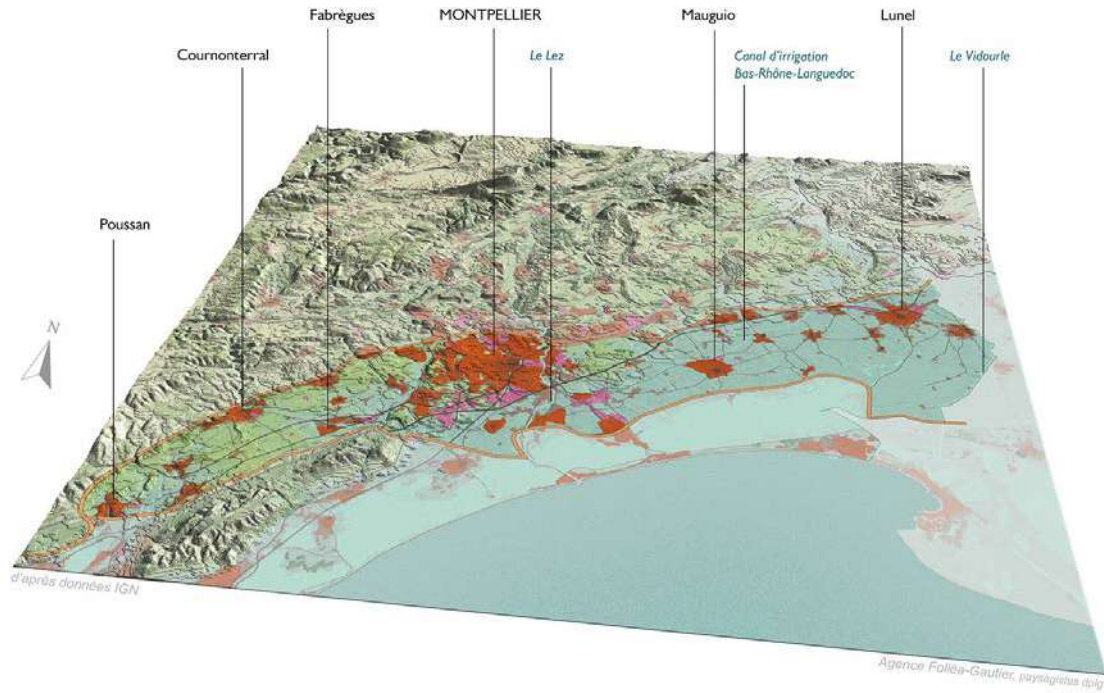 Fabrègues
MONTPELLIER
Mauguio
Lunel
Cournonterral
Le Lez
Canal d'irrigation
Bas-Rhône-Languedoc
Le Vidourle
Poussan
N
d'après données IGN
Agence Folléa-Gautier, paysagistes dplg